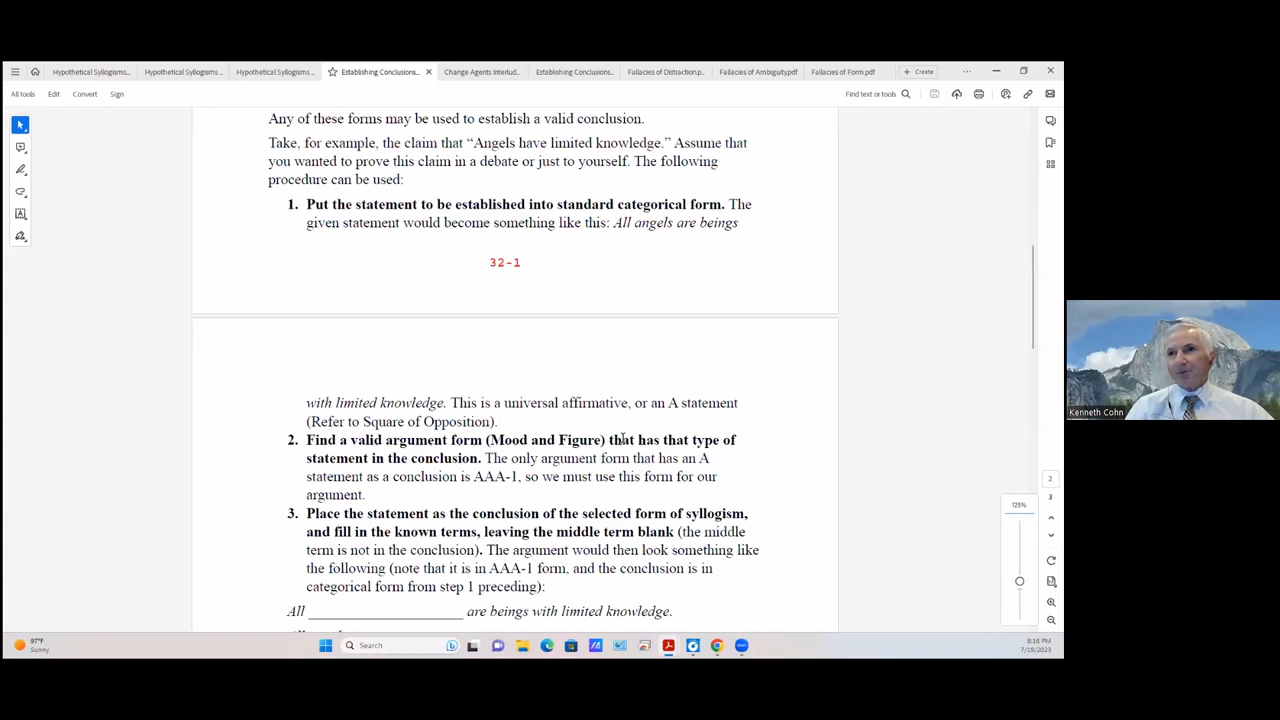 Hypothetical Syllogisms...
Hypothetical Syllogisms ...
Hypothetical Syllogisms ...
Establishing Conclusions...
Change Agents Interlud...
Establishing Conclusions...
Fallacies of Distraction.p...
Fallacies of Ambiguity.pdf
Fallacies of Form.pdf
+ Create
All tools Edit Convert Sign
Find text or tools
Any of these forms may be used to establish a valid conclusion.
Take, for example, the claim that “Angels have limited knowledge.” Assume that
you wanted to prove this claim in a debate or just to yourself. The following
procedure can be used:
1. Put the statement to be established into standard categorical form. The
given statement would become something like this: All angels are beings
32-1
with limited knowledge. This is a universal affirmative, or an A statement
(Refer to Square of Opposition).
2. Find a valid argument form (Mood and Figure) that has that type of
statement in the conclusion. The only argument form that has an A
statement as a conclusion is AAA-1, so we must use this form for our
argument.
3. Place the statement as the conclusion of the selected form of syllogism,
and fill in the known terms, leaving the middle term blank (the middle
term is not in the conclusion). The argument would then look something like
the following (note that it is in AAA-1 form, and the conclusion is in
categorical form from step 1 preceding):
All ________________ are beings with limited knowledge.
2
3
125%
Kenneth Cohn
97°F
Sunny
Search
8:16 PM
7/19/2023